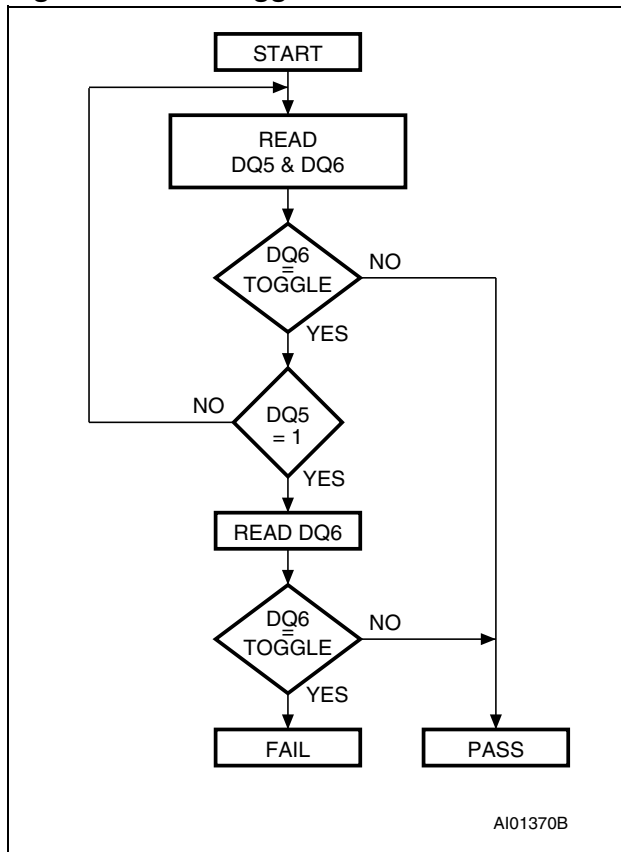 START
READ
DQ5 & DQ6
DQ6
=
TOGGLE
NO
YES
NO
DQ5
= 1
YES
READ DQ6
DQ6
=
TOGGLE
NO
YES
FAIL
PASS
AI01370B